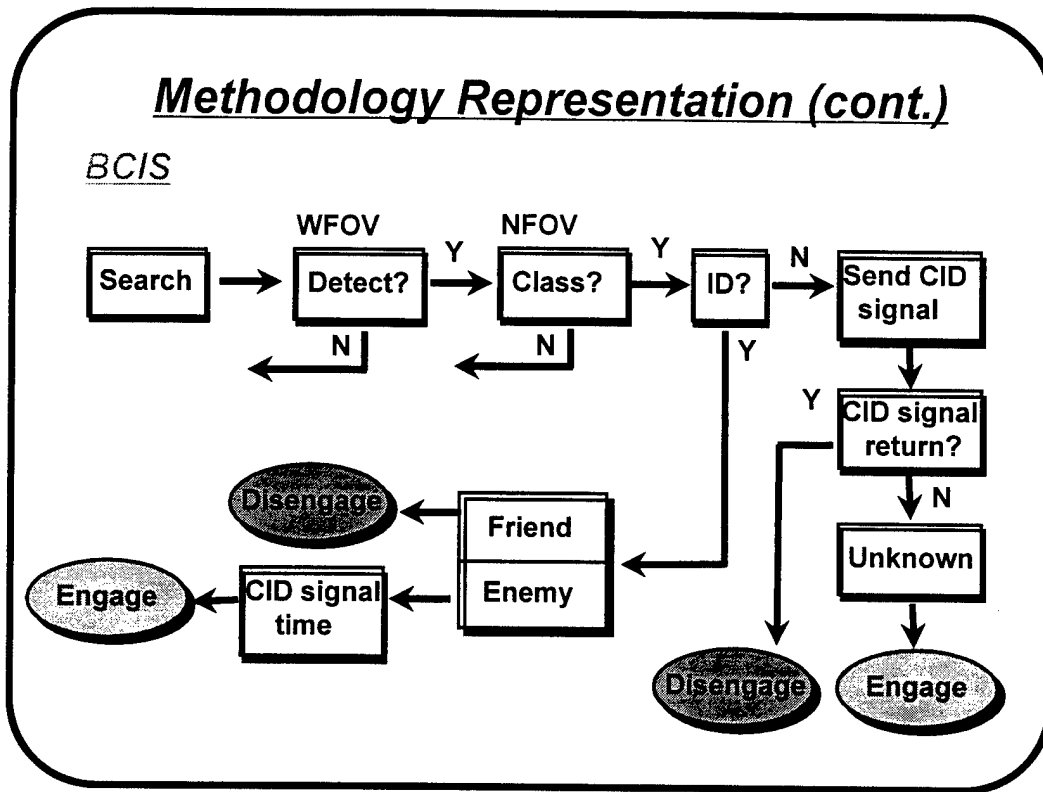 Methodology Representation (cont.)
BCIS
WFOV
NFOV
Search
Detect?
Y
Class?
Y
ID?
N
Send CID
signal
N
N
Y
Y
CID signal
return?
N
Disengage
Friend
Enemy
Unknown
Engage
CID signal
time
Disengage
Engage